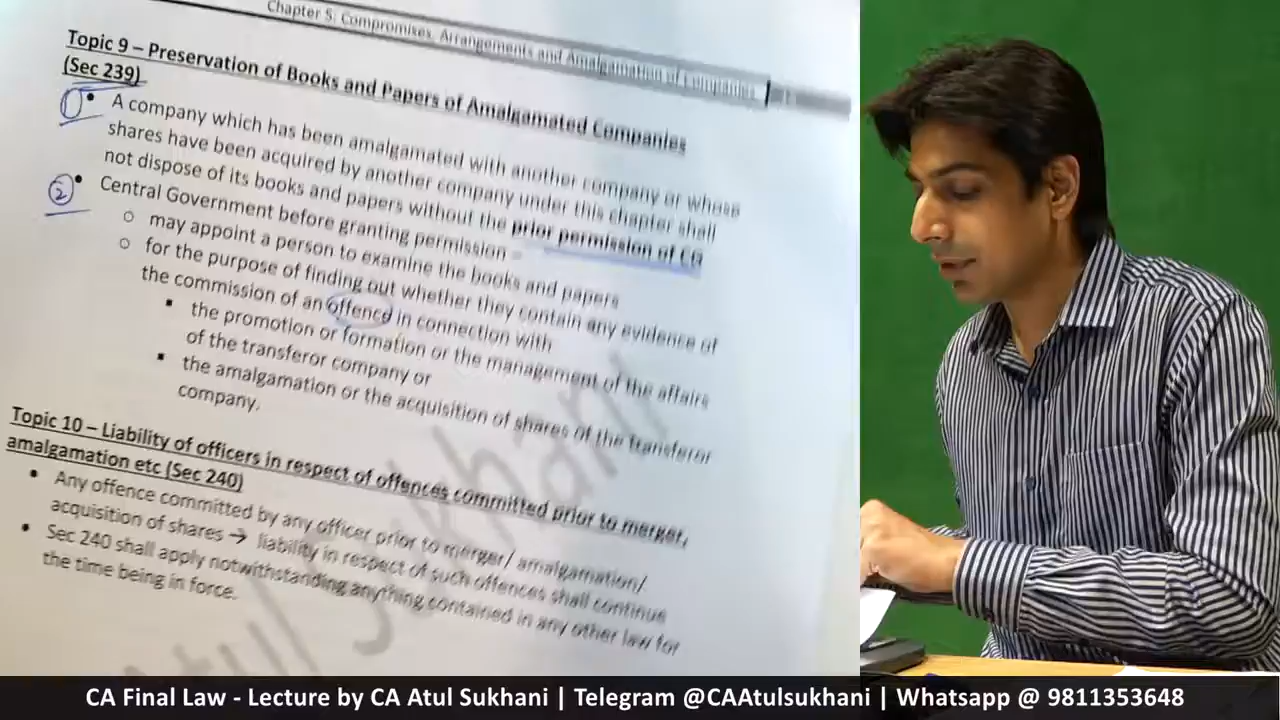 Chapter 5: Compromises, Arrangements and Amalgamation of Companies
Topic 9 – Preservation of Books and Papers of Amalgamated Companies
(Sec 239)
① • A company which has been amalgamated with another company or whose
shares have been acquired by another company under this chapter shall
not dispose of its books and papers without the prior permission of CG
② • Central Government before granting permission –
o may appoint a person to examine the books and papers
o for the purpose of finding out whether they contain any evidence of
the commission of an offence in connection with
▪ the promotion or formation or the management of the affairs
of the transferor company or
▪ the amalgamation or the acquisition of shares of the transferor
company.
Topic 10 – Liability of officers in respect of offences committed prior to merger,
amalgamation etc (Sec 240)
• Any offence committed by any officer prior to merger/ amalgamation/
acquisition of shares → liability in respect of such offences shall continue
• Sec 240 shall apply notwithstanding anything contained in any other law for
the time being in force.
Atul Sukhani
CA Final Law - Lecture by CA Atul Sukhani | Telegram @CAAtulsukhani | Whatsapp @ 9811353648